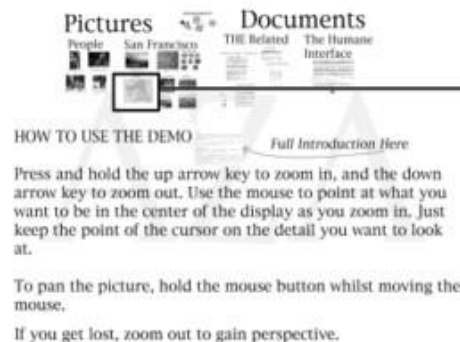 Pictures
Documents
People
San Francisco
THE Related
The Humane
Interface
HOW TO USE THE DEMO
Full Introduction Here
Press and hold the up arrow key to zoom in, and the down
arrow key to zoom out. Use the mouse to point at what you
want to be in the center of the display as you zoom in. Just
keep the point of the cursor on the detail you want to look
at.
To pan the picture, hold the mouse button whilst moving the
mouse.
If you get lost, zoom out to gain perspective.